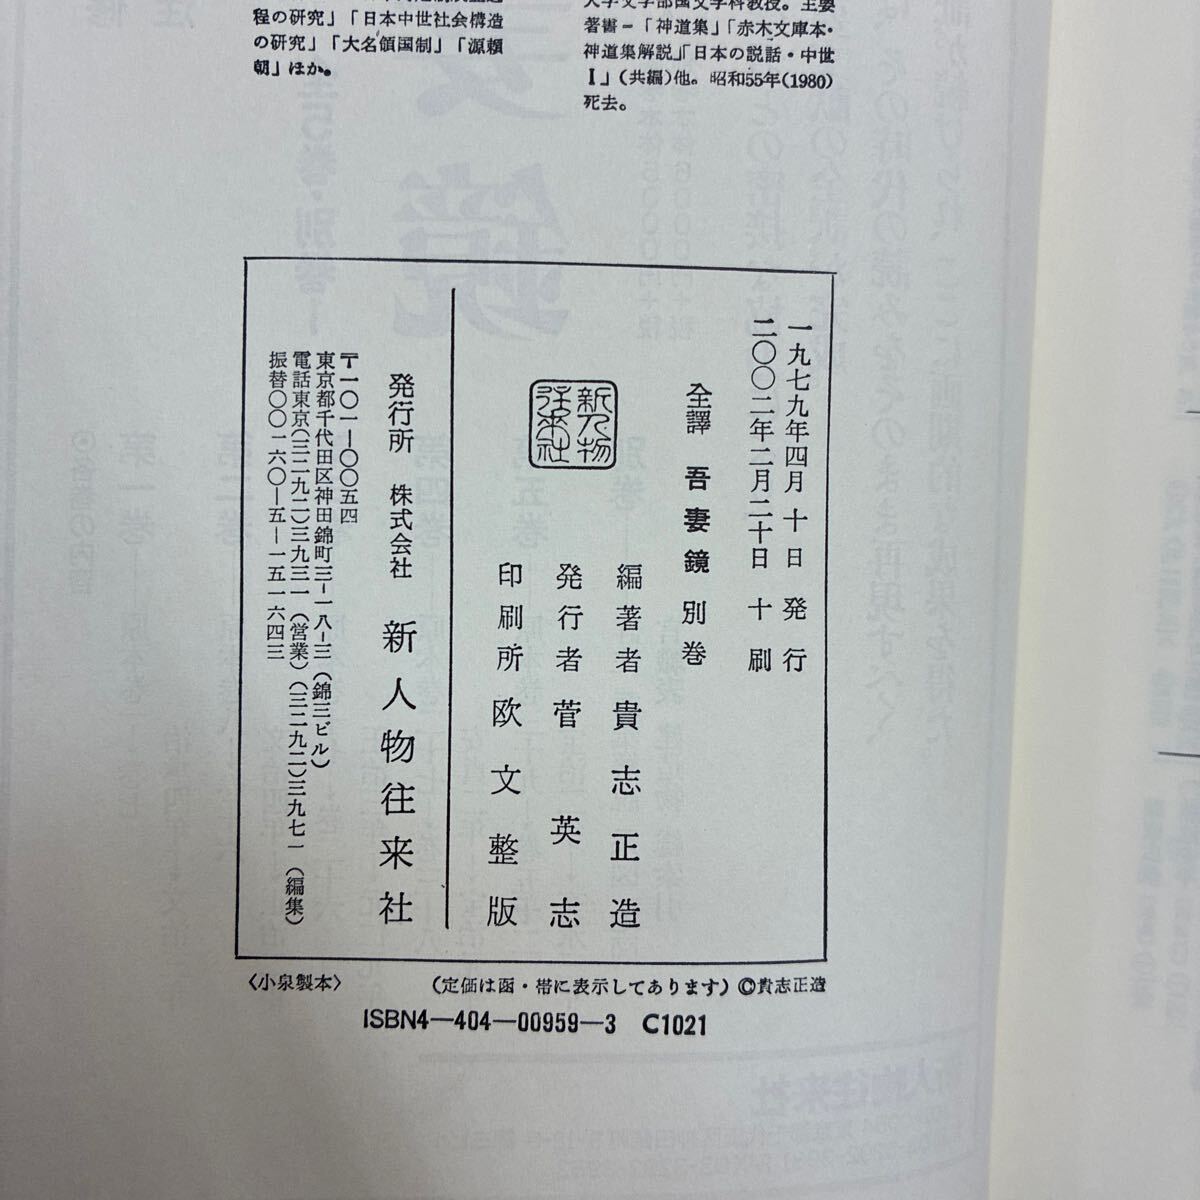 程の研究」「日本中世社会構造
の研究」「大名領国制」「源頼
朝」ほか。
大学文学部国文学科教授。主要
著書―「神道集」「赤木文庫本・
神道集解説」「日本の説話・中世
Ⅰ」(共編)他。昭和55年(1980)
死去。
一九七九年四月 十日 発行
二〇〇二年二月二十日 十刷
全譯 吾妻鏡 別巻
編著者 貴志正造
発行者 菅 英志
印刷所 欧文整版
新人物
往来社
発行所 株式会社 新人物往来社
〒一〇一―〇〇五四
東京都千代田区神田錦町三―一八―三(錦三ビル)
電話東京(三二九二)三九三一(営業)(三二九二)三九七一(編集)
振替〇〇一六〇―五―一五一六四三
〈小泉製本〉
(定価は函・帯に表示してあります)©貴志正造
ISBN4―404―00959―3 C1021